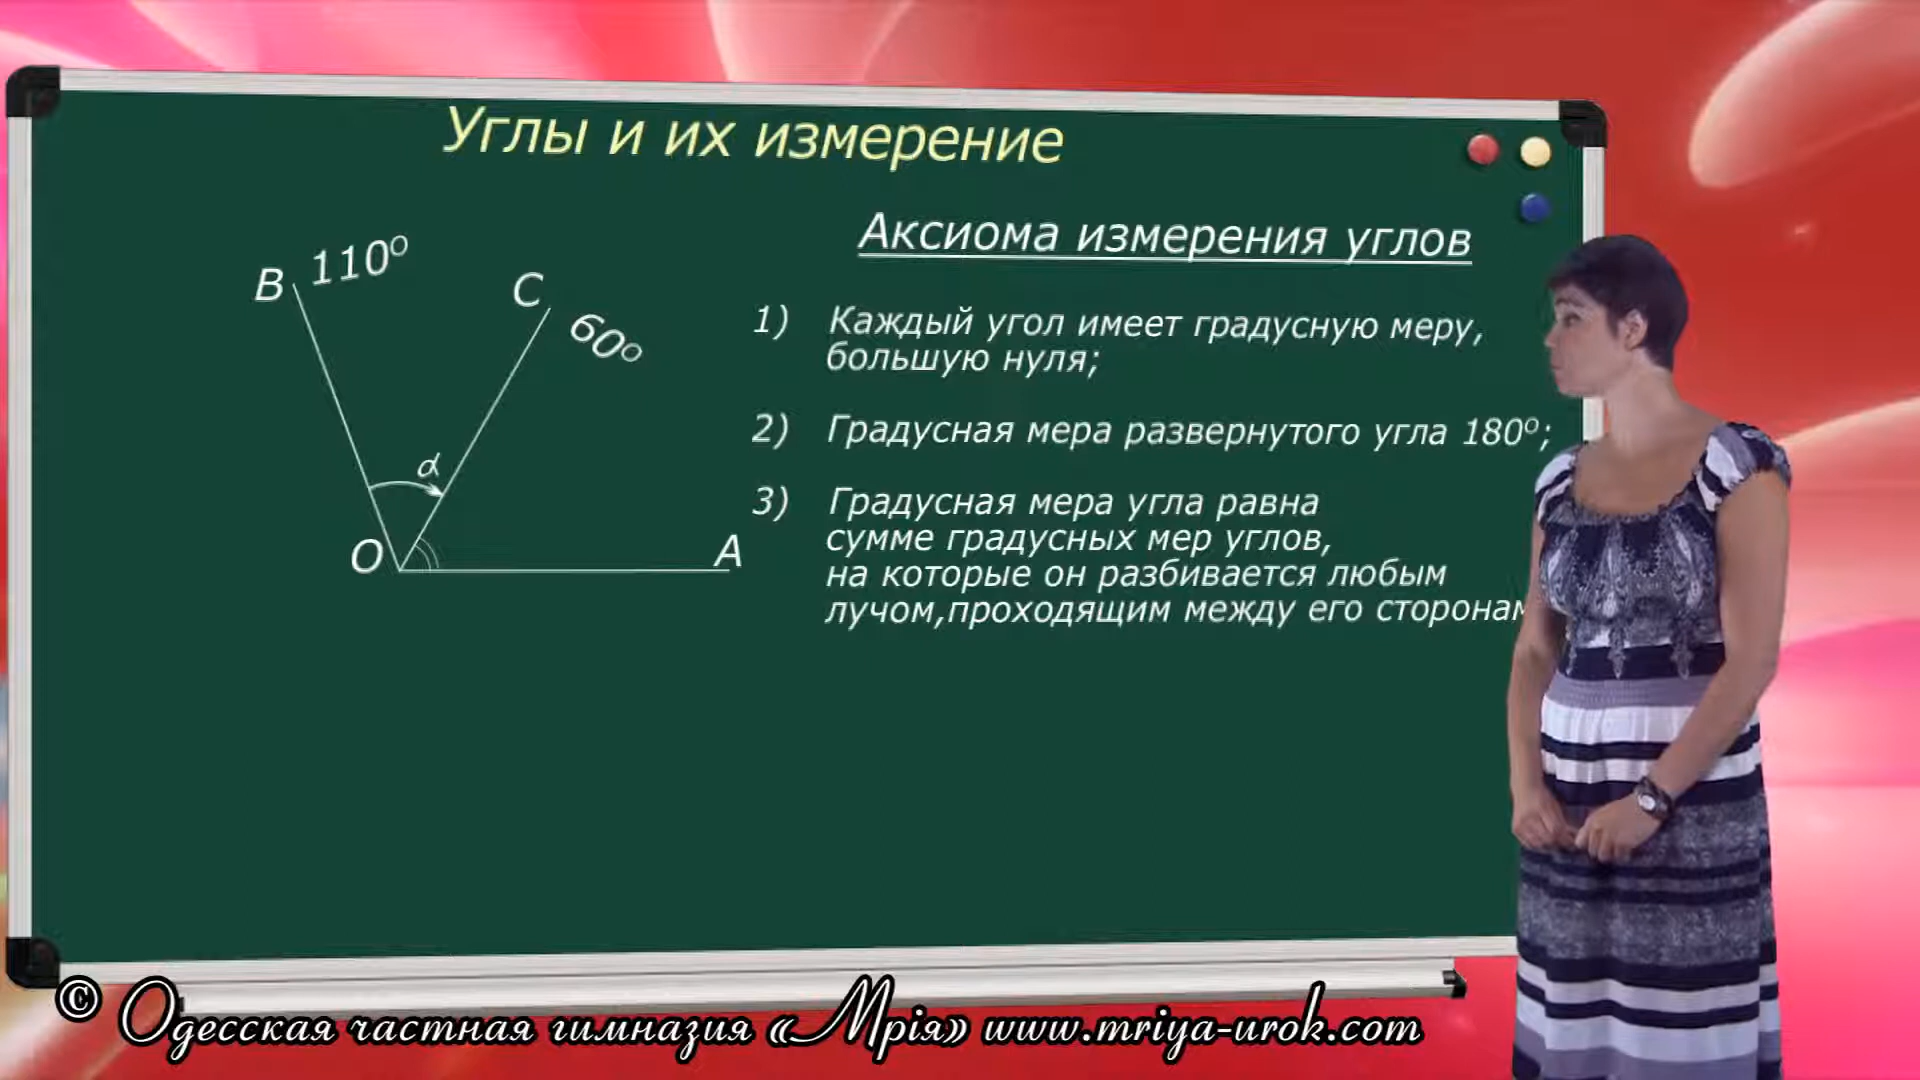 Углы и их измерение
Аксиома измерения углов
B 110°
C
60°
α
O
A
1) Каждый угол имеет градусную меру,
большую нуля;
2) Градусная мера развернутого угла 180°;
3) Градусная мера угла равна
сумме градусных мер углов,
на которые он разбивается любым
лучом,проходящим между его сторонам
© Одесская частная гимназия «Мрія» www.mriya-urok.com